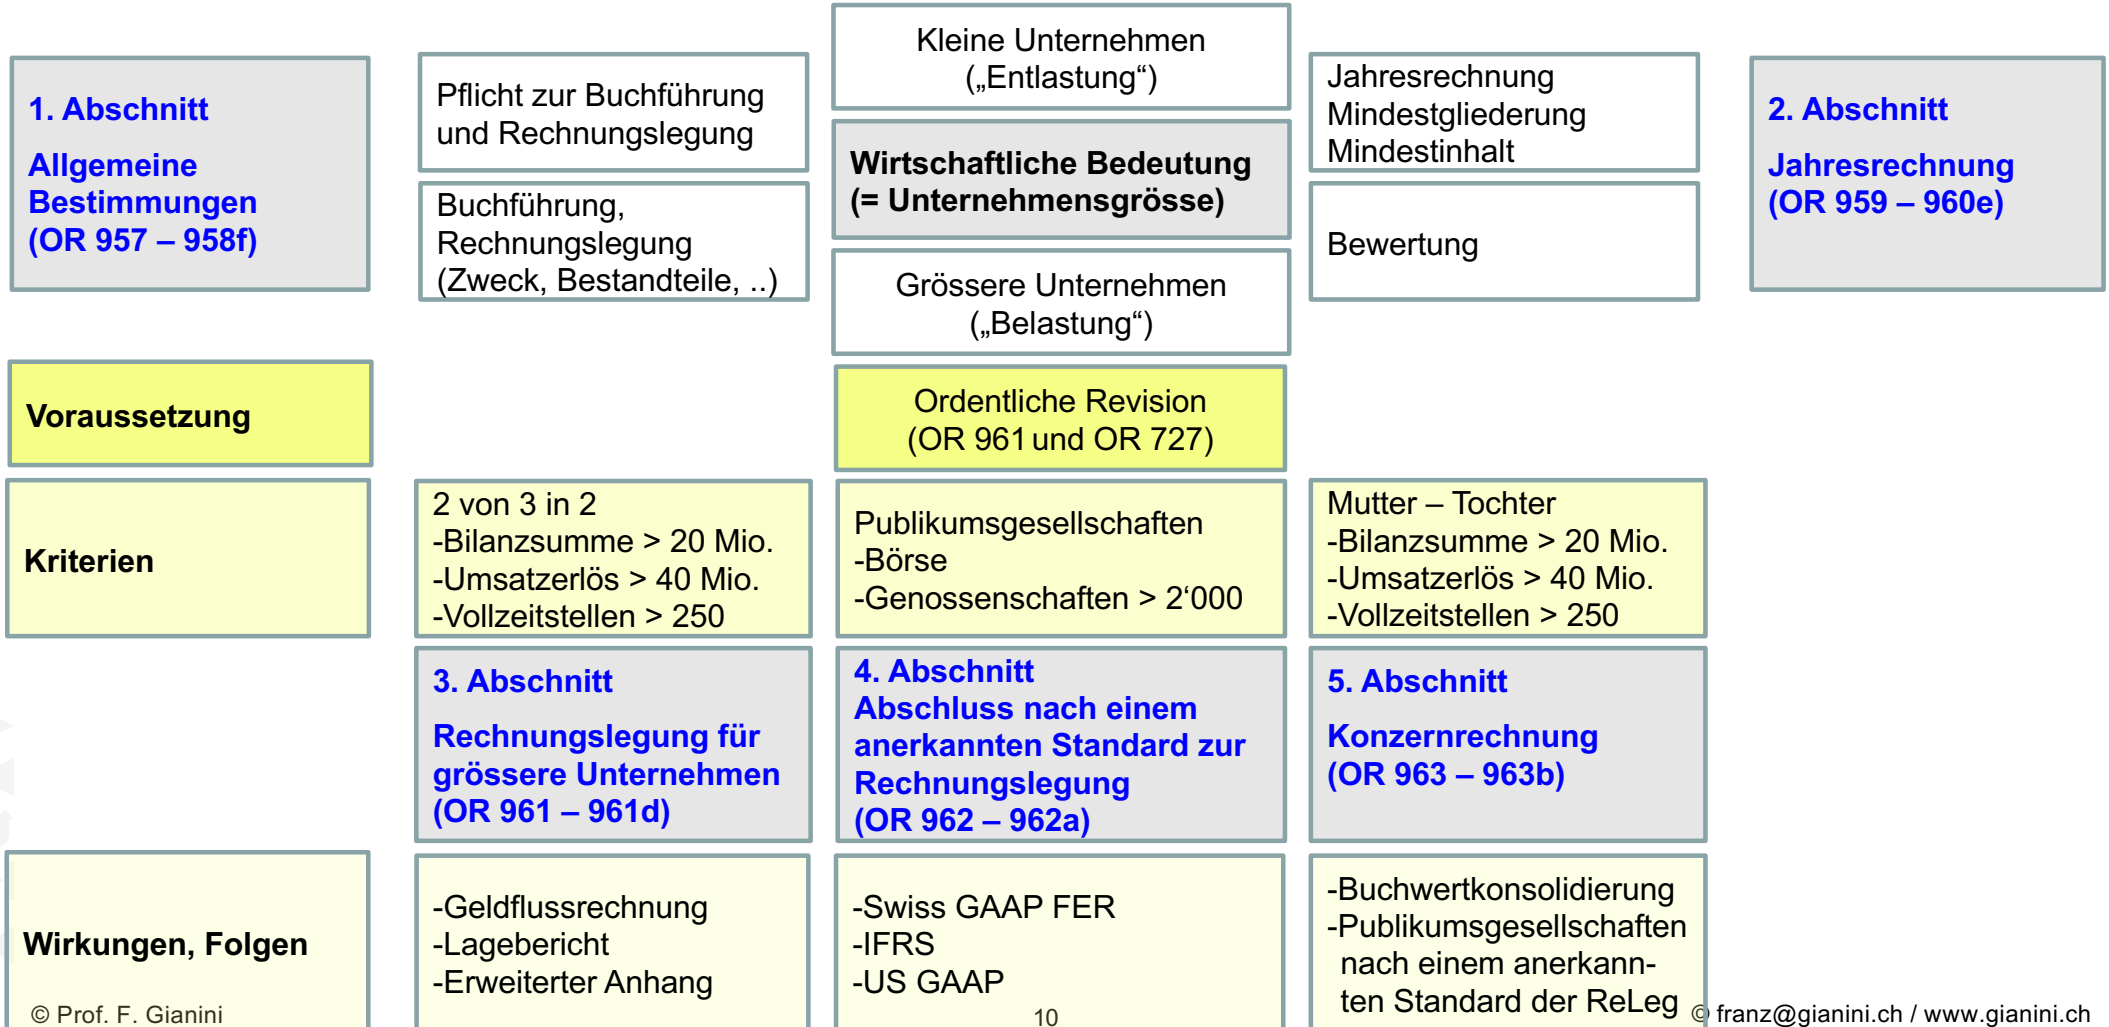 1. Abschnitt
Allgemeine
Bestimmungen
(OR 957 – 958f)
Pflicht zur Buchführung
und Rechnungslegung
Buchführung,
Rechnungslegung
(Zweck, Bestandteile, ..)
Kleine Unternehmen
(„Entlastung“)
Wirtschaftliche Bedeutung
(= Unternehmensgrösse)
Grössere Unternehmen
(„Belastung“)
Jahresrechnung
Mindestgliederung
Mindestinhalt
Bewertung
2. Abschnitt
Jahresrechnung
(OR 959 – 960e)
Voraussetzung
Ordentliche Revision
(OR 961 und OR 727)
Kriterien
2 von 3 in 2
-Bilanzsumme > 20 Mio.
-Umsatzerlös > 40 Mio.
-Vollzeitstellen > 250
Publikumsgesellschaften
-Börse
-Genossenschaften > 2‘000
Mutter – Tochter
-Bilanzsumme > 20 Mio.
-Umsatzerlös > 40 Mio.
-Vollzeitstellen > 250
3. Abschnitt
Rechnungslegung für
grössere Unternehmen
(OR 961 – 961d)
4. Abschnitt
Abschluss nach einem
anerkannten Standard zur
Rechnungslegung
(OR 962 – 962a)
5. Abschnitt
Konzernrechnung
(OR 963 – 963b)
Wirkungen, Folgen
-Geldflussrechnung
-Lagebericht
-Erweiterter Anhang
-Swiss GAAP FER
-IFRS
-US GAAP
-Buchwertkonsolidierung
-Publikumsgesellschaften
nach einem anerkann-
ten Standard der ReLeg
© Prof. F. Gianini
10
© franz@gianini.ch / www.gianini.ch